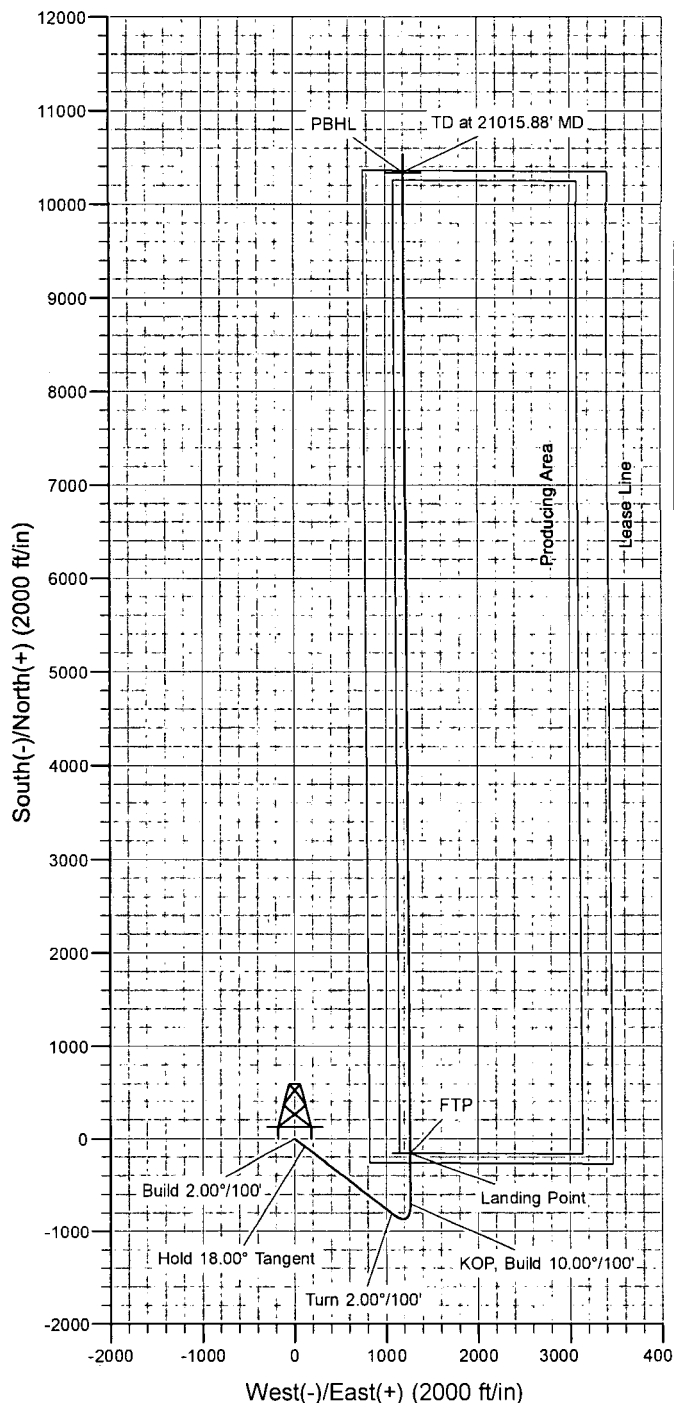 12000
11000
10000
9000
8000
7000
6000
5000
4000
3000
2000
1000
0
-1000
-2000
South(-)/North(+) (2000 ft/in)
PBHL
TD at 21015.88' MD
Producing Area
Lease Line
FTP
Landing Point
Build 2.00°/100'
Hold 18.00° Tangent
KOP, Build 10.00°/100'
Turn 2.00°/100'
-2000 -1000 0 1000 2000 3000 400
West(-)/East(+) (2000 ft/in)